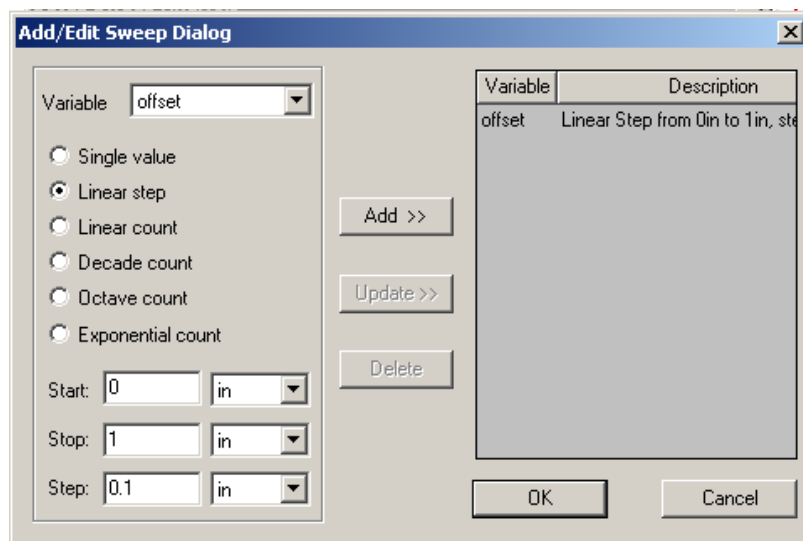 Add/Edit Sweep Dialog
Variable offset
Single value
Linear step
Linear count
Decade count
Octave count
Exponential count
Start: 0 in
Stop: 1 in
Step: 0.1 in
Add >>
Update >>
Delete
Variable Description
offset Linear Step from 0in to 1in, ste
OK Cancel